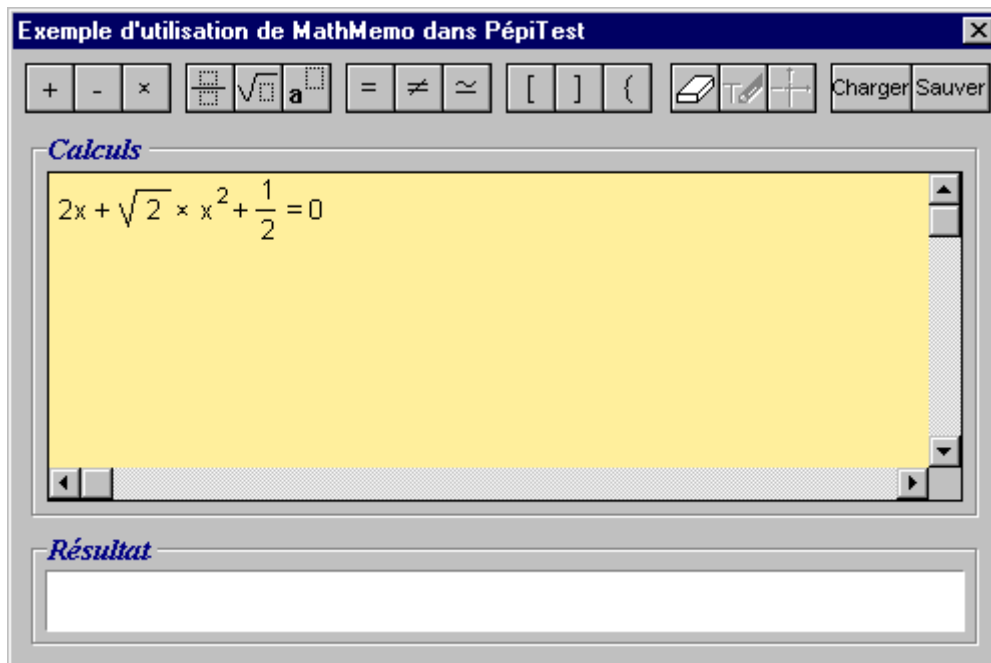 Exemple d'utilisation de MathMemo dans PépiTest
+ - × √ a = ≠ ≃ [ ] { T Charger Sauver
Calculs
2x + √2 × x² + 1/2 = 0
Résultat